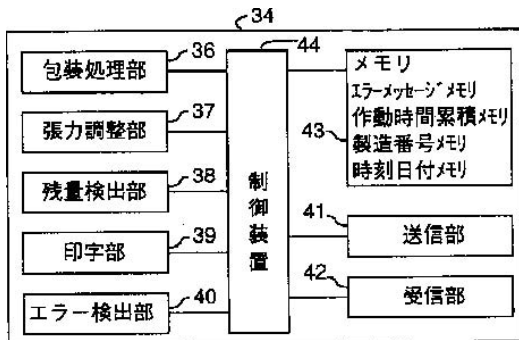 34
包装処理部
36
張力調整部
37
残量検出部
38
印字部
39
エラー検出部
40
制御装置
44
メモリ
エラーメッセージメモリ
作動時間累積メモリ
製造番号メモリ
時刻日付メモリ
43
送信部
41
受信部
42